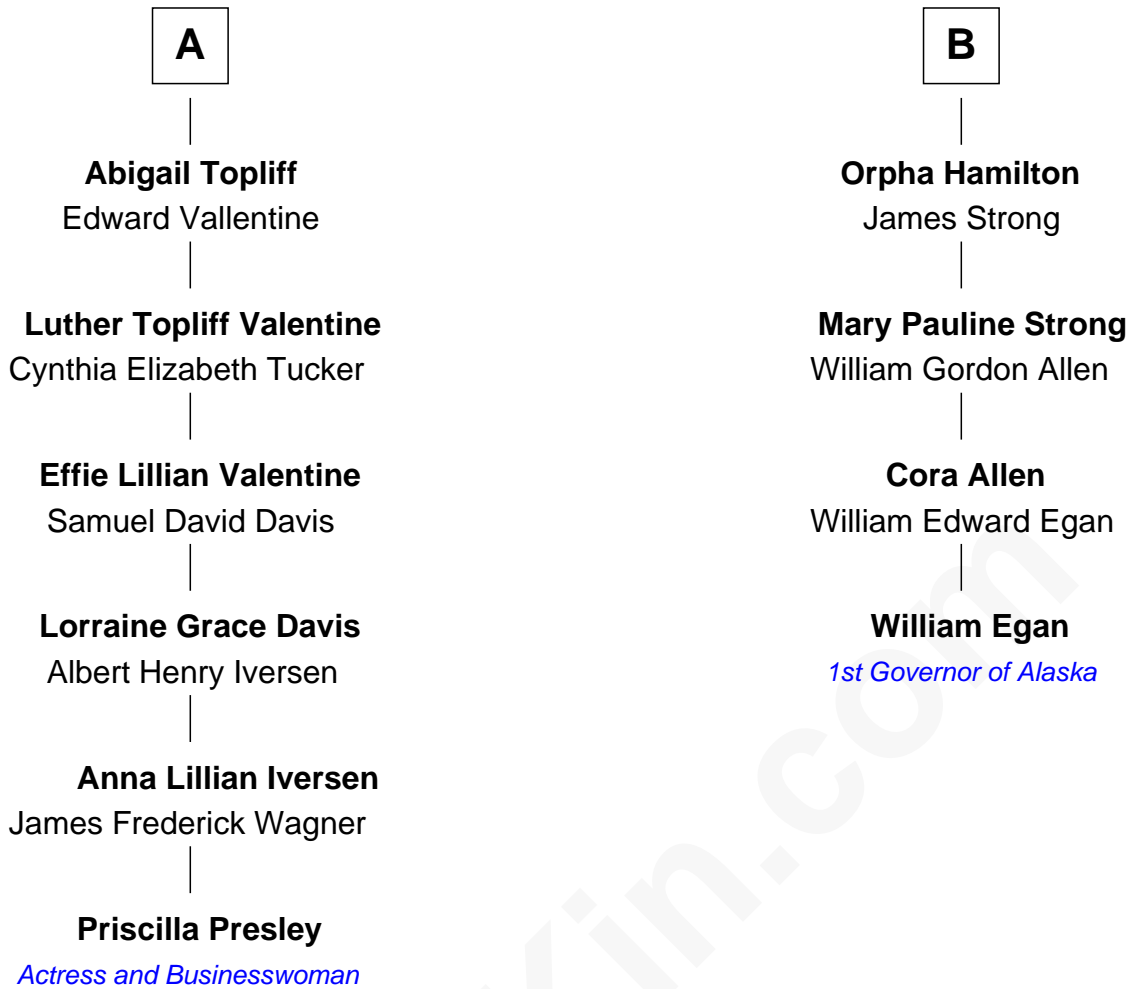 A
Abigail Topliff
Edward Vallentine
Luther Topliff Valentine
Cynthia Elizabeth Tucker
Effie Lillian Valentine
Samuel David Davis
Lorraine Grace Davis
Albert Henry Iversen
Anna Lillian Iversen
James Frederick Wagner
Priscilla Presley
Actress and Businesswoman
B
Orpha Hamilton
James Strong
Mary Pauline Strong
William Gordon Allen
Cora Allen
William Edward Egan
William Egan
1st Governor of Alaska